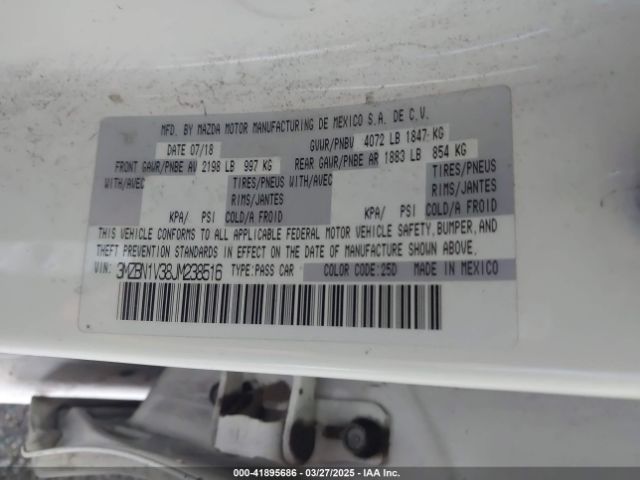 MFD. BY MAZDA MOTOR MANUFACTURING DE MEXICO S.A. DE C.V.
DATE 07/18 GVWR/PNBV 4072 LB 1847 KG
FRONT GAWR/PNBE AV 2198 LB 997 KG REAR GAWR/PNBE AR 1883 LB 854 KG
WITH/AVEC TIRES/PNEUS WITH/AVEC TIRES/PNEUS
RIMS/JANTES RIMS/JANTES
KPA/ PSI COLD/A FROID KPA/ PSI COLD/A FROID
THIS VEHICLE CONFORMS TO ALL APPLICABLE FEDERAL MOTOR VEHICLE SAFETY, BUMPER, AND
THEFT PREVENTION STANDARDS IN EFFECT ON THE DATE OF MANUFACTURE SHOWN ABOVE.
VIN: 3MZBN1V38JM238516 TYPE:PASS CAR COLOR CODE:25D MADE IN MEXICO
000-41895686 | 03/27/2025 | IAA Inc.